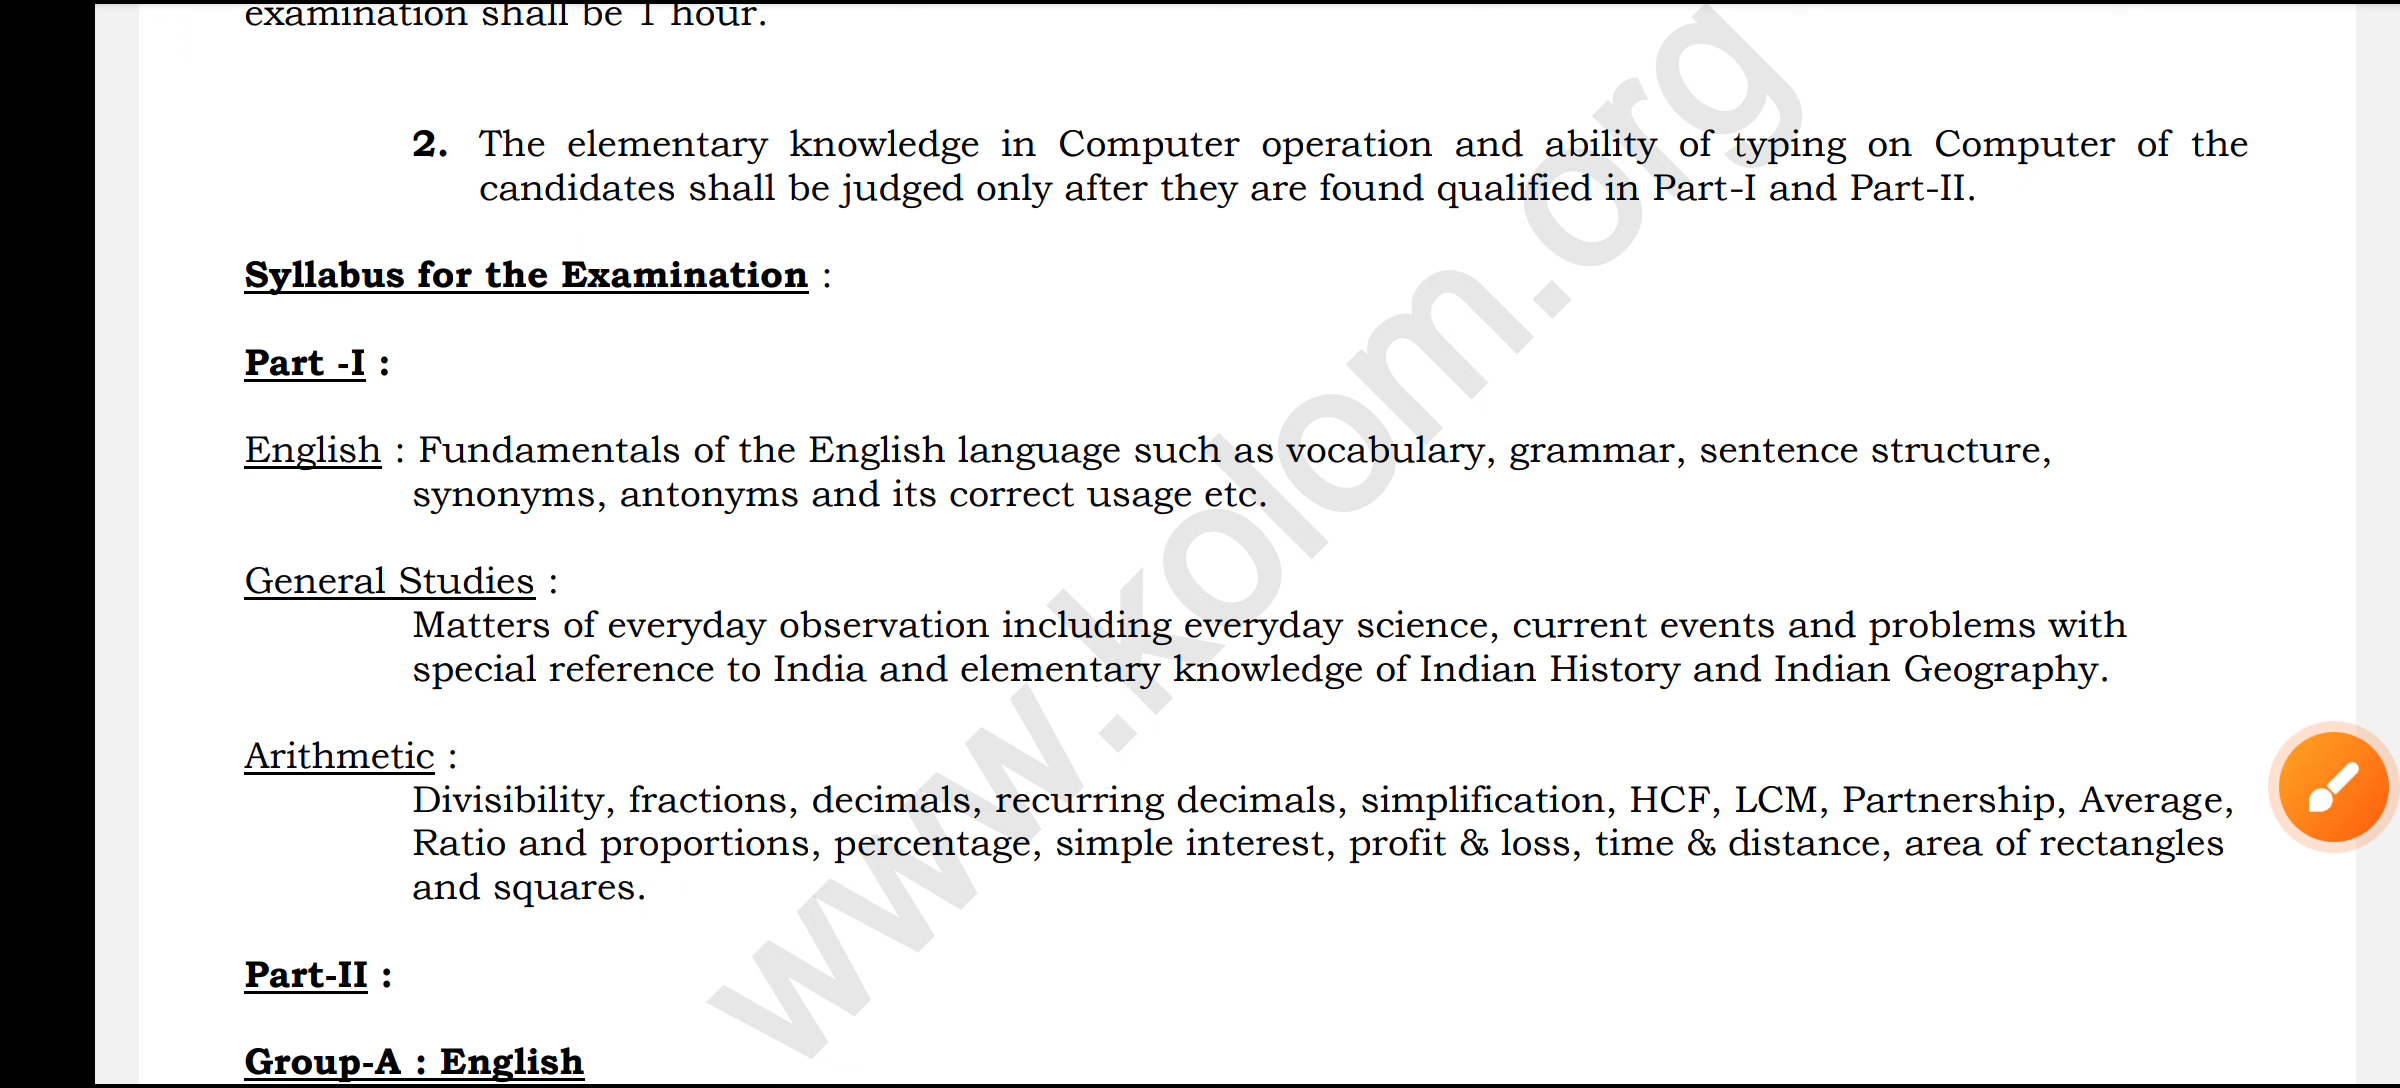 examination shall be 1 hour.
2. The elementary knowledge in Computer operation and ability of typing on Computer of the
candidates shall be judged only after they are found qualified in Part-I and Part-II.
Syllabus for the Examination :
Part -I :
English : Fundamentals of the English language such as vocabulary, grammar, sentence structure,
synonyms, antonyms and its correct usage etc.
General Studies :
Matters of everyday observation including everyday science, current events and problems with
special reference to India and elementary knowledge of Indian History and Indian Geography.
Arithmetic :
Divisibility, fractions, decimals, recurring decimals, simplification, HCF, LCM, Partnership, Average,
Ratio and proportions, percentage, simple interest, profit & loss, time & distance, area of rectangles
and squares.
Part-II :
Group-A : English
www.kolom.org